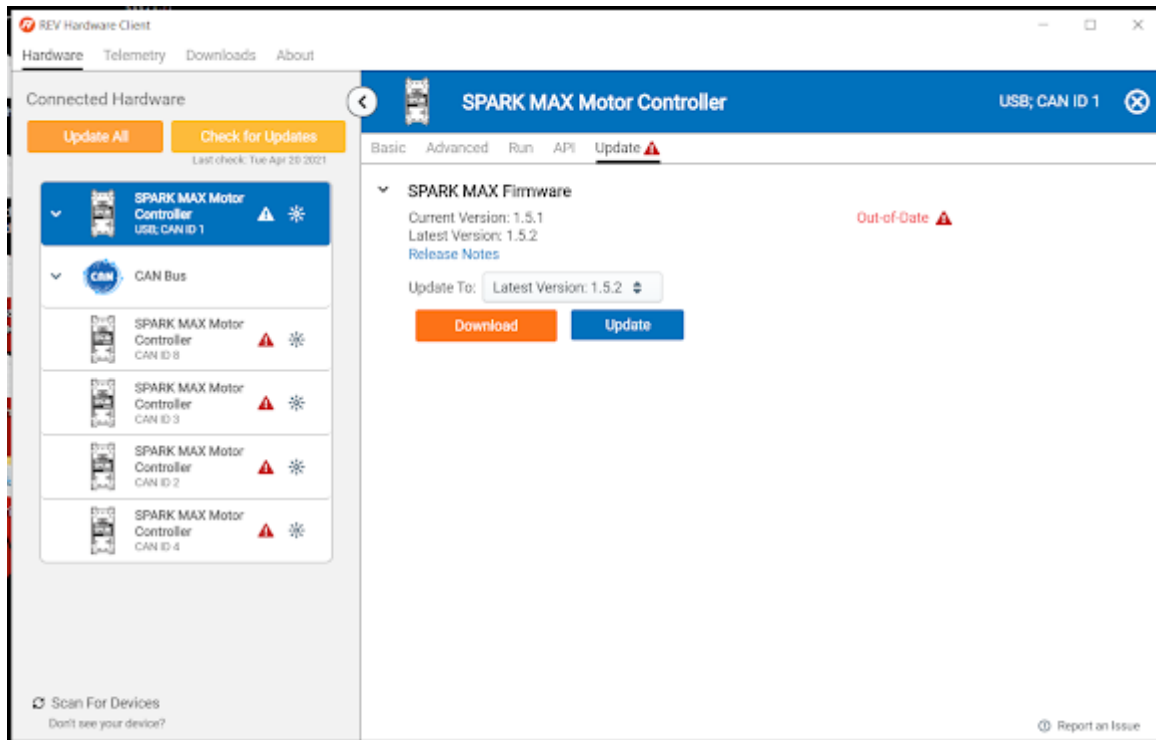 REV Hardware Client
Hardware Telemetry Downloads About
Connected Hardware
Update All Check for Updates
Last check: Tue Apr 20 2021
SPARK MAX Motor
Controller
USB; CAN ID 1
CAN Bus
SPARK MAX Motor
Controller
CAN ID 8
SPARK MAX Motor
Controller
CAN ID 3
SPARK MAX Motor
Controller
CAN ID 2
SPARK MAX Motor
Controller
CAN ID 4
Scan For Devices
Don't see your device?
SPARK MAX Motor Controller USB; CAN ID 1
Basic Advanced Run API Update
SPARK MAX Firmware
Current Version: 1.5.1 Out-of-Date
Latest Version: 1.5.2
Release Notes
Update To: Latest Version: 1.5.2
Download Update
Report an Issue